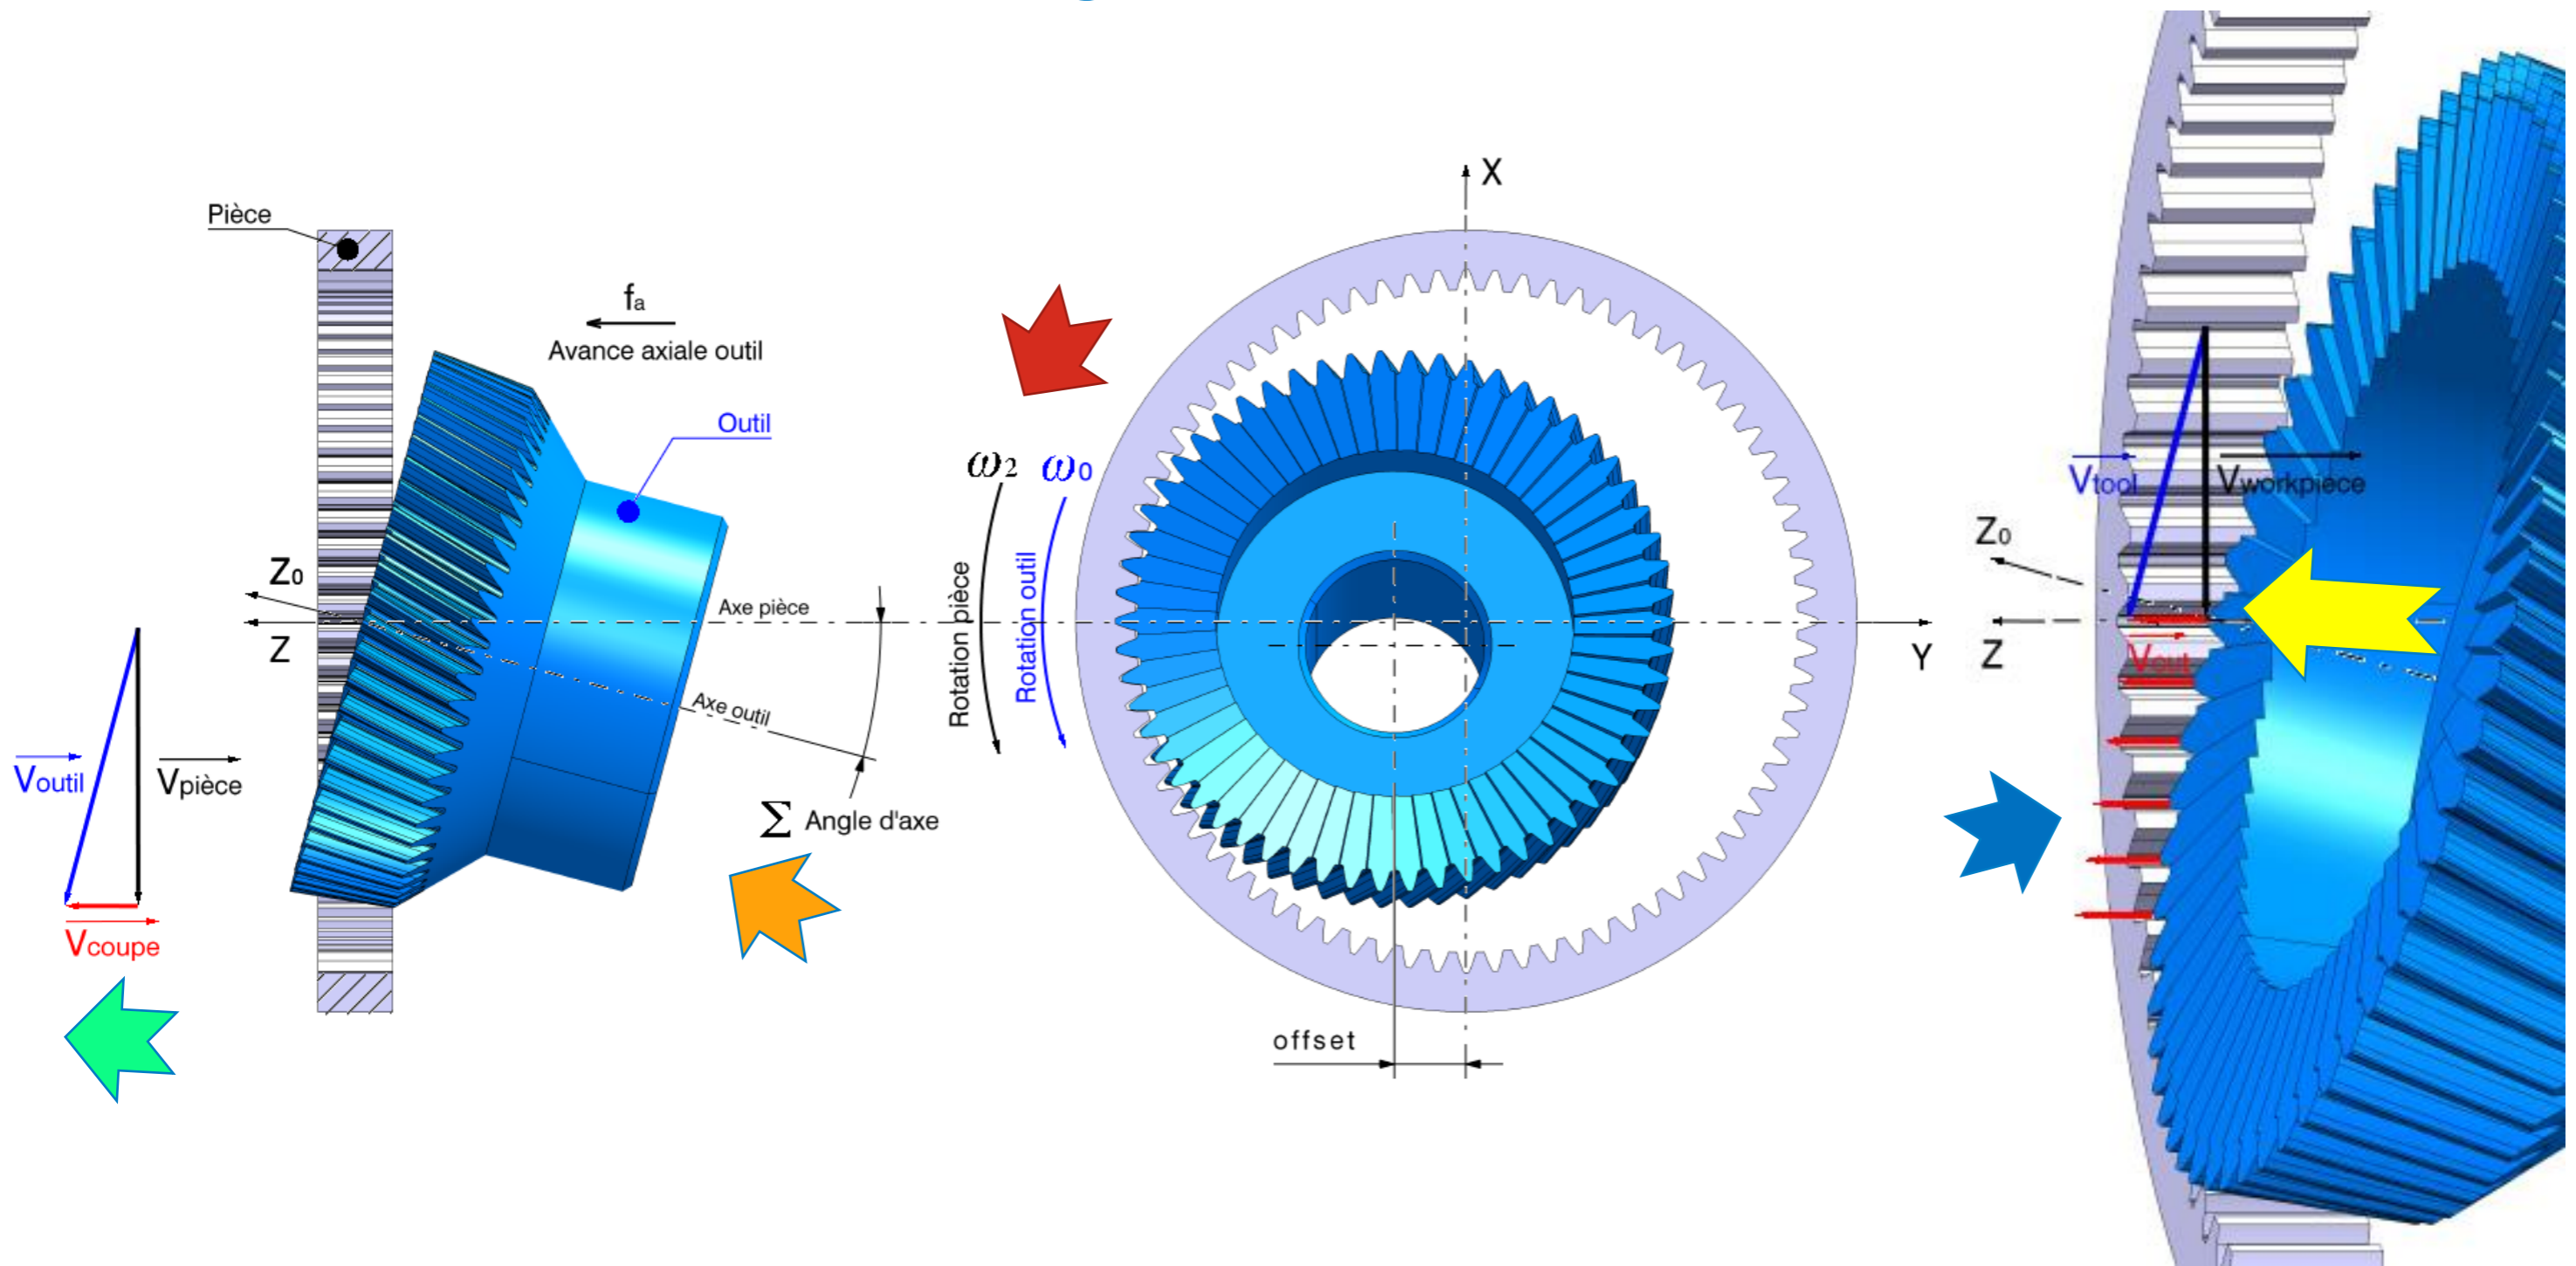 Pièce
fa
Avance axiale outil
Outil
Z0
Z
Axe pièce
Axe outil
Voutil
Vpièce
Vcoupe
Σ Angle d'axe
X
ω2 ω0
Rotation pièce
Rotation outil
Y
offset
Vtool
Vworkpiece
Z0
Z
Vcut